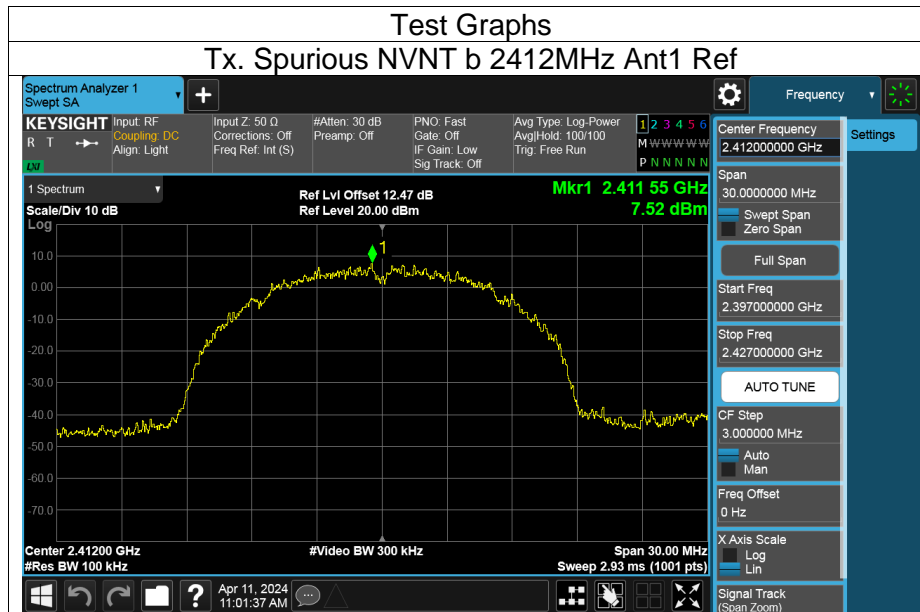 Test Graphs
Tx. Spurious NVNT b 2412MHz Ant1 Ref
Spectrum Analyzer 1
Swept SA
+
Frequency
KEYSIGHT
R T
LXI
Input: RF
Coupling: DC
Align: Light
Input Z: 50 Ω
Corrections: Off
Freq Ref: Int (S)
#Atten: 30 dB
Preamp: Off
PNO: Fast
Gate: Off
IF Gain: Low
Sig Track: Off
Avg Type: Log-Power
Avg|Hold: 100/100
Trig: Free Run
1 2 3 4 5 6
M W W W W W
P N N N N N
1 Spectrum
Scale/Div 10 dB
Log
Ref Lvl Offset 12.47 dB
Ref Level 20.00 dBm
Mkr1 2.411 55 GHz
7.52 dBm
1
10.0
0.00
-10.0
-20.0
-30.0
-40.0
-50.0
-60.0
-70.0
Center 2.41200 GHz
#Res BW 100 kHz
#Video BW 300 kHz
Span 30.00 MHz
Sweep 2.93 ms (1001 pts)
?
Apr 11, 2024
11:01:37 AM
Center Frequency
2.412000000 GHz
Settings
Span
30.0000000 MHz
Swept Span
Zero Span
Full Span
Start Freq
2.397000000 GHz
Stop Freq
2.427000000 GHz
AUTO TUNE
CF Step
3.000000 MHz
Auto
Man
Freq Offset
0 Hz
X Axis Scale
Log
Lin
Signal Track
(Span Zoom)